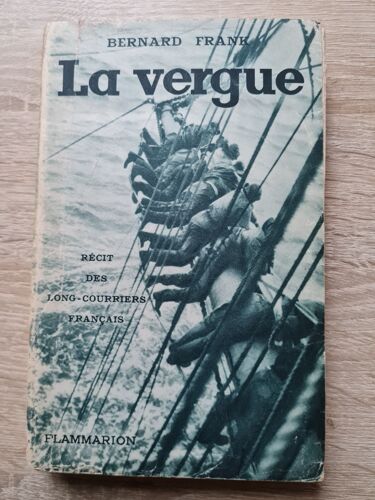 BERNARD FRANK
La vergue
RÉCIT
DES
LONG-COURRIERS
FRANÇAIS
FLAMMARION